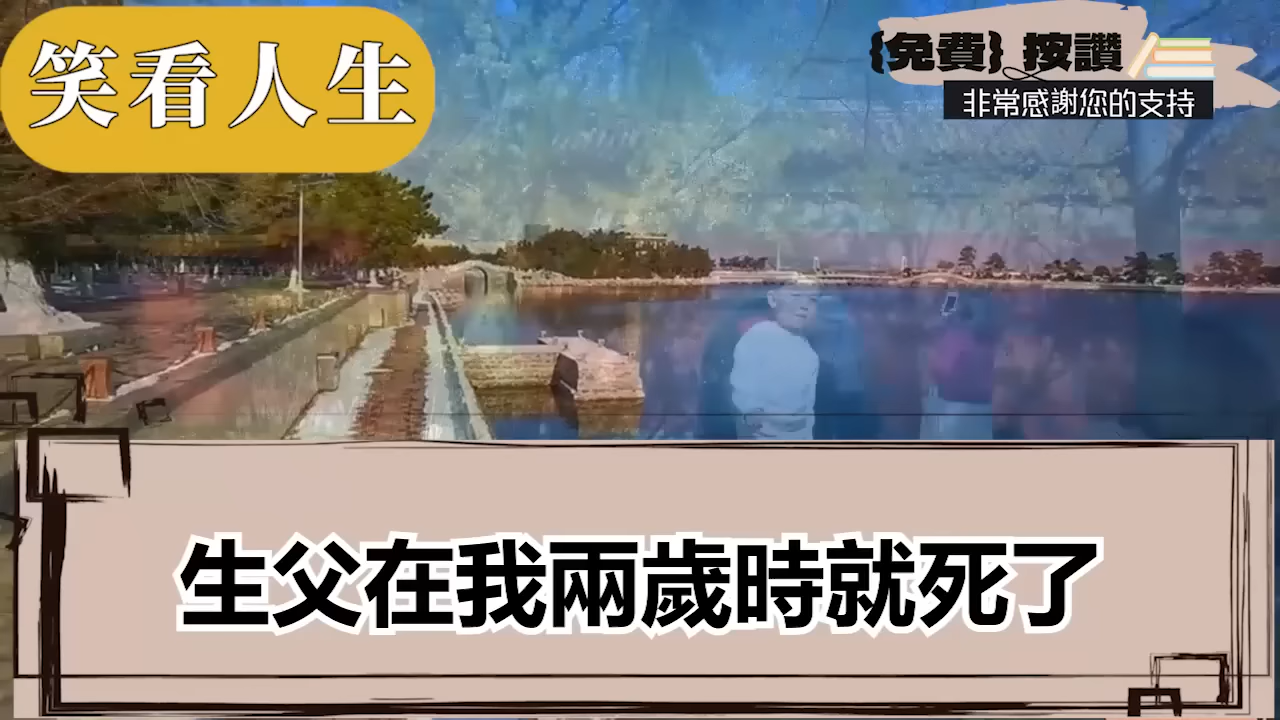 笑看人生
{免費} 按讚
非常感謝您的支持
生父在我兩歲時就死了